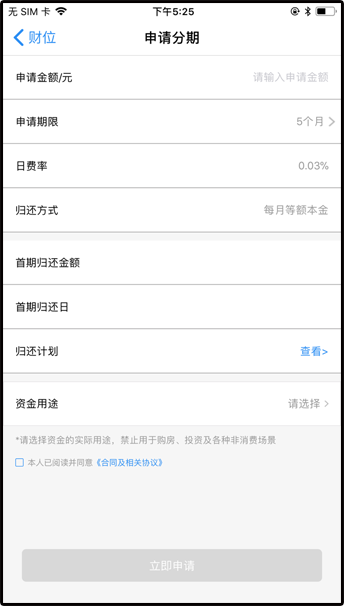 无 SIM 卡 下午5:25
财位 申请分期
申请金额/元 请输入申请金额
申请期限 5个月
日费率 0.03%
归还方式 每月等额本金
首期归还金额
首期归还日
归还计划 查看>
资金用途 请选择
*请选择资金的实际用途，禁止用于购房、投资及各种非消费场景
本人已阅读并同意《合同及相关协议》
立即申请